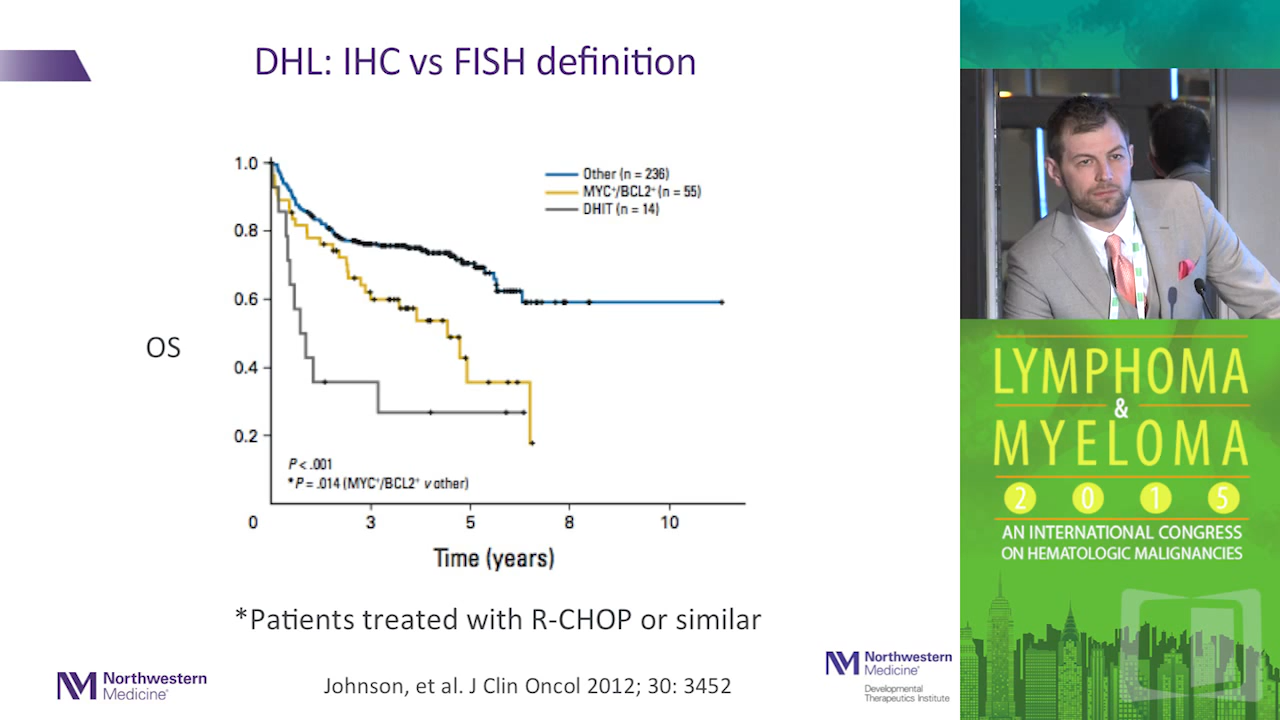 DHL: IHC vs FISH definition
1.0
0.8
0.6
0.4
0.2
OS
Other (n = 236)
MYC⁺/BCL2⁺ (n = 55)
DHIT (n = 14)
P < .001
*P = .014 (MYC⁺/BCL2⁺ v other)
0 3 5 8 10
Time (years)
*Patients treated with R-CHOP or similar
Johnson, et al. J Clin Oncol 2012; 30: 3452
NM Northwestern
Medicine®
NM Northwestern
Medicine®
Developmental
Therapeutics Institute
LYMPHOMA
&
MYELOMA
2 0 1 5
AN INTERNATIONAL CONGRESS
ON HEMATOLOGIC MALIGNANCIES